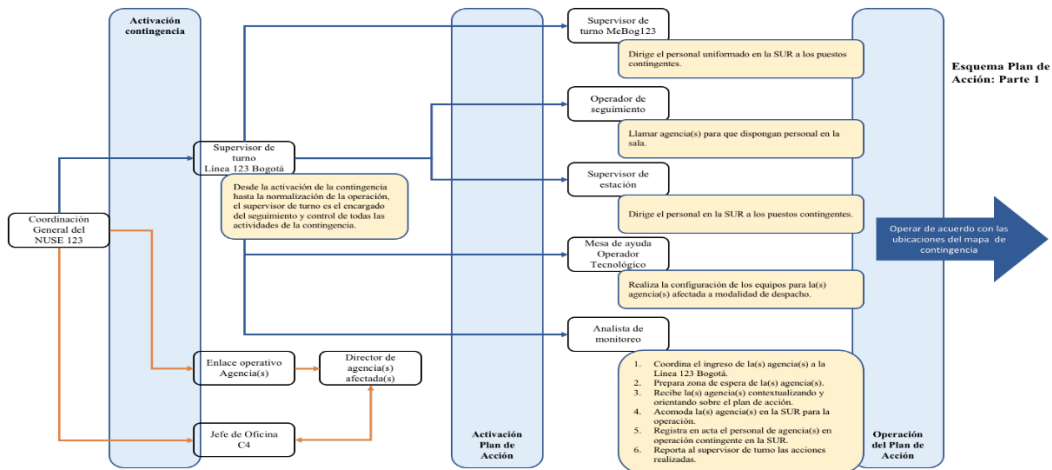 Activación
contingencia
Supervisor de
turno MeBog123
Dirige el personal uniformado en la SUR a los puestos
contingentes.
Esquema Plan de
Acción: Parte 1
Operador de
seguimiento
Llamar agencia(s) para que dispongan personal en la
sala.
Supervisor de
turno
Línea 123 Bogotá
Desde la activación de la contingencia
hasta la normalización de la operación,
el supervisor de turno es el encargado
del seguimiento y control de todas las
actividades de la contingencia.
Supervisor de
estación
Dirige el personal en la SUR a los puestos contingentes.
Coordinación
General del
NUSE 123
Operar de acuerdo con las
ubicaciones del mapa de
contingencia
Mesa de ayuda
Operador
Tecnológico
Realiza la configuración de los equipos para la(s)
agencia(s) afectada a modalidad de despacho.
Analista de
monitoreo
1. Coordina el ingreso de la(s) agencia(s) a la
Línea 123 Bogotá.
2. Prepara zona de espera de la(s) agencia(s).
3. Recibe la(s) agencia(s) contextualizando y
orientando sobre el plan de acción.
4. Acomoda la(s) agencia(s) en la SUR para la
operación.
5. Registra en acta el personal de agencia(s) en
operación contingente en la SUR.
6. Reporta al supervisor de turno las acciones
realizadas.
Enlace operativo
Agencia(s)
Director de
agencia(s)
afectada(s)
Jefe de Oficina
C4
Activación
Plan de
Acción
Operación
del Plan de
Acción